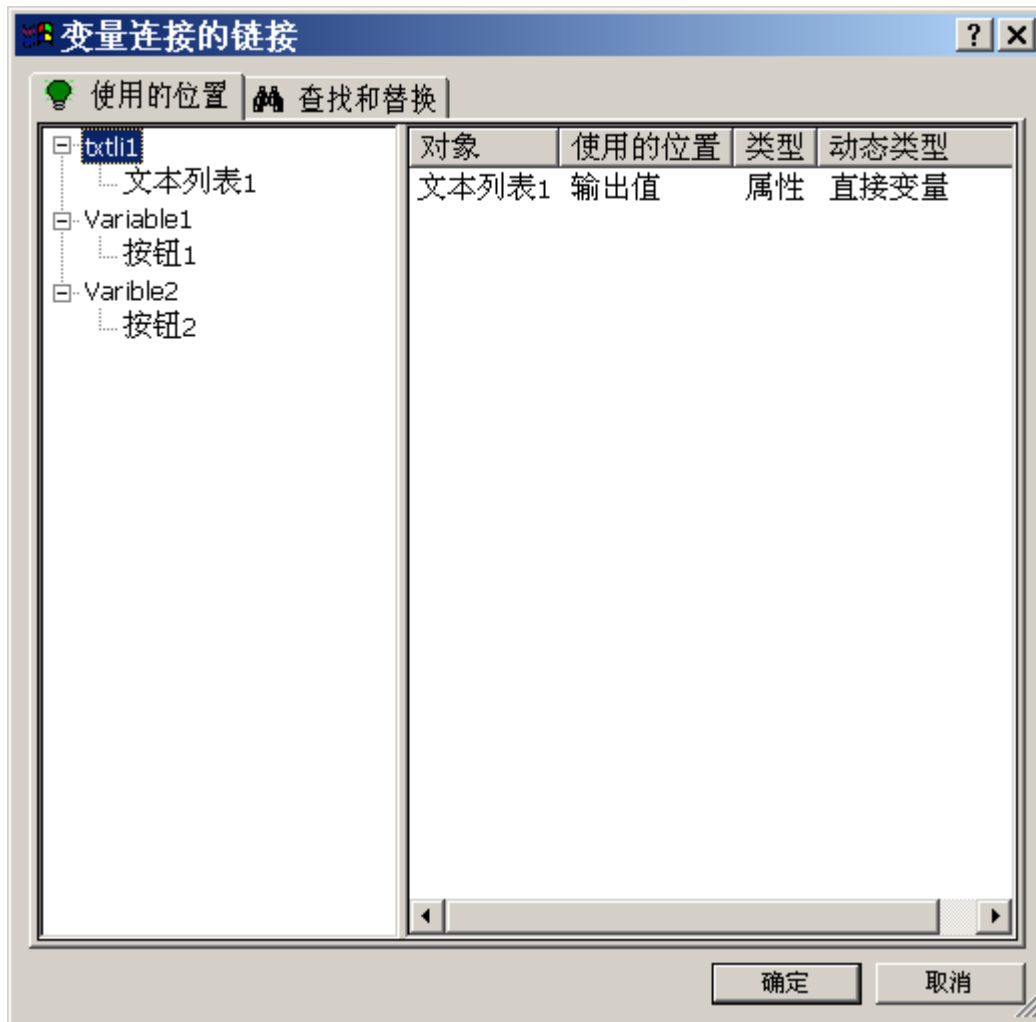 变量连接的链接
使用的位置 查找和替换
txtli1
文本列表1
Variable1
按钮1
Varible2
按钮2
对象 使用的位置 类型 动态类型
文本列表1 输出值 属性 直接变量
确定 取消